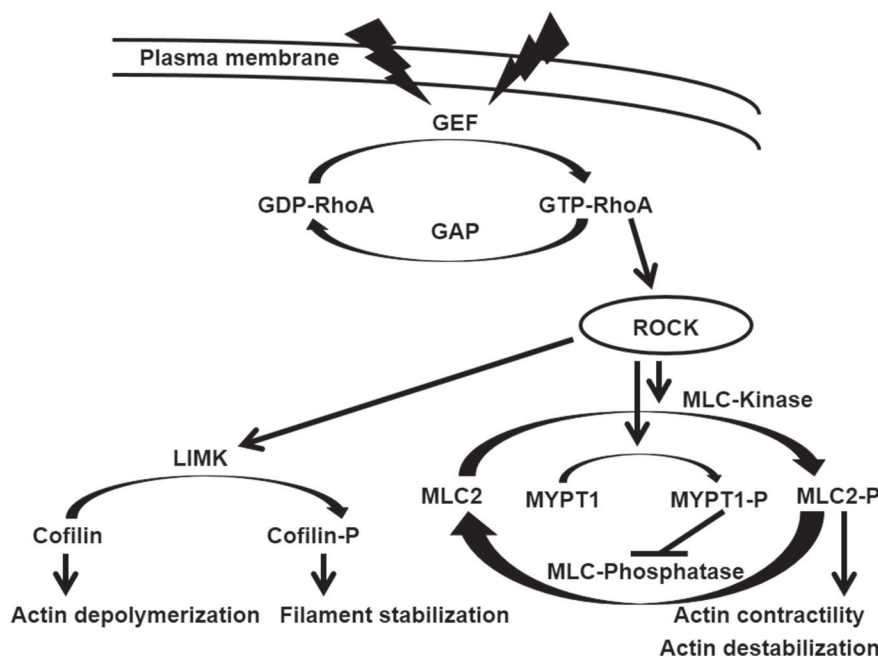 Plasma membrane
GEF
GDP-RhoA
GTP-RhoA
GAP
ROCK
MLC-Kinase
LIMK
MLC2
MYPT1
MYPT1-P
MLC2-P
Cofilin
Cofilin-P
MLC-Phosphatase
Actin depolymerization
Filament stabilization
Actin contractility
Actin destabilization